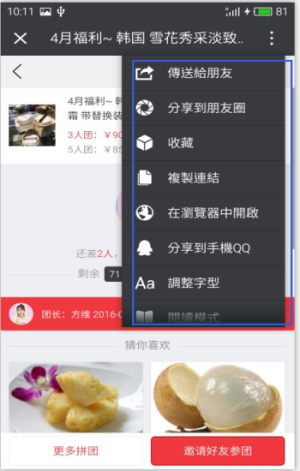 10:11
81
4月福利~ 韩国 雪花秀采淡致..
4月福利~ 韩
霜 带替换装
3人团: ￥90
5人团: ￥85
傳送給朋友
分享到朋友圈
收藏
複製連結
在瀏覽器中開啟
分享到手機QQ
Aa 調整字型
閱讀模式
还差2人，
剩余 71
团长：方维 2016-0
猜你喜欢
更多拼团
邀请好友参团